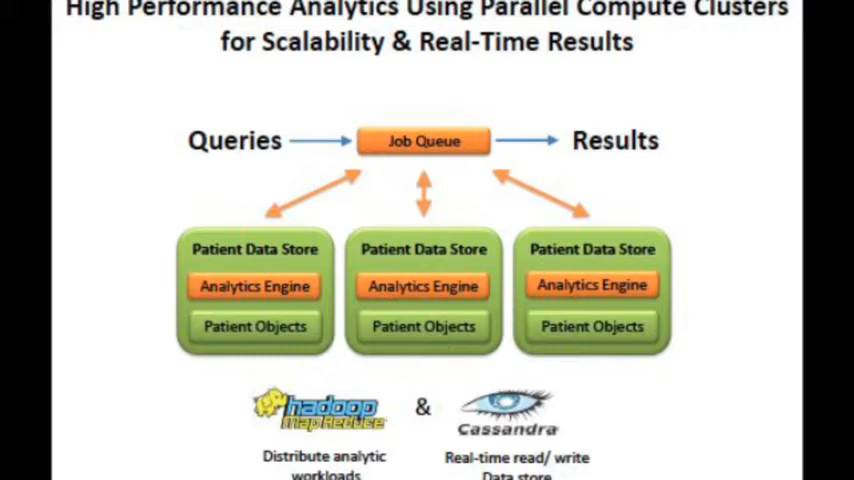 High Performance Analytics Using Parallel Compute Clusters
for Scalability & Real-Time Results
Queries
Job Queue
Results
Patient Data Store
Patient Data Store
Patient Data Store
Analytics Engine
Analytics Engine
Analytics Engine
Patient Objects
Patient Objects
Patient Objects
hadoop
MapReduce
&
Cassandra
Distribute analytic
workloads
Real-time read/ write
Data store